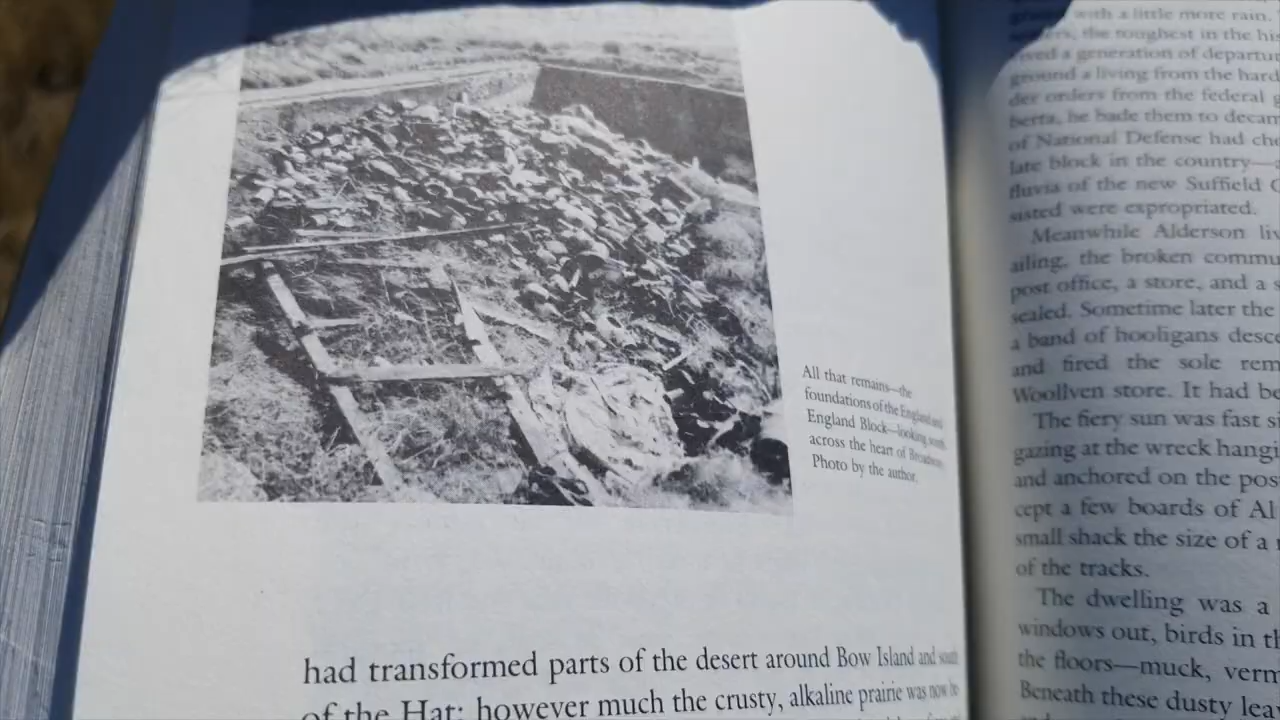 All that remains—the
foundations of the England and
England Block—looking south
across the heart of Broadway.
Photo by the author.
had transformed parts of the desert around Bow Island and south
of the Hat; however much the crusty, alkaline prairie was now be
with a little more rain.
the roughest in the his
a generation of departu
ground a living from the hard
der orders from the federal g
berta, he bade them to decam
of National Defense had cho
late block in the country—
fluvia of the new Suffield
sisted were expropriated.
Meanwhile Alderson liv
ailing, the broken commu
post office, a store, and a s
sealed. Sometime later the
a band of hooligans desce
and fired the sole rem
Woollven store. It had be
The fiery sun was fast s
gazing at the wreck hangi
and anchored on the pos
cept a few boards of Al
small shack the size of a
of the tracks.
The dwelling was a
windows out, birds in th
the floors—muck, verm
Beneath these dusty lea